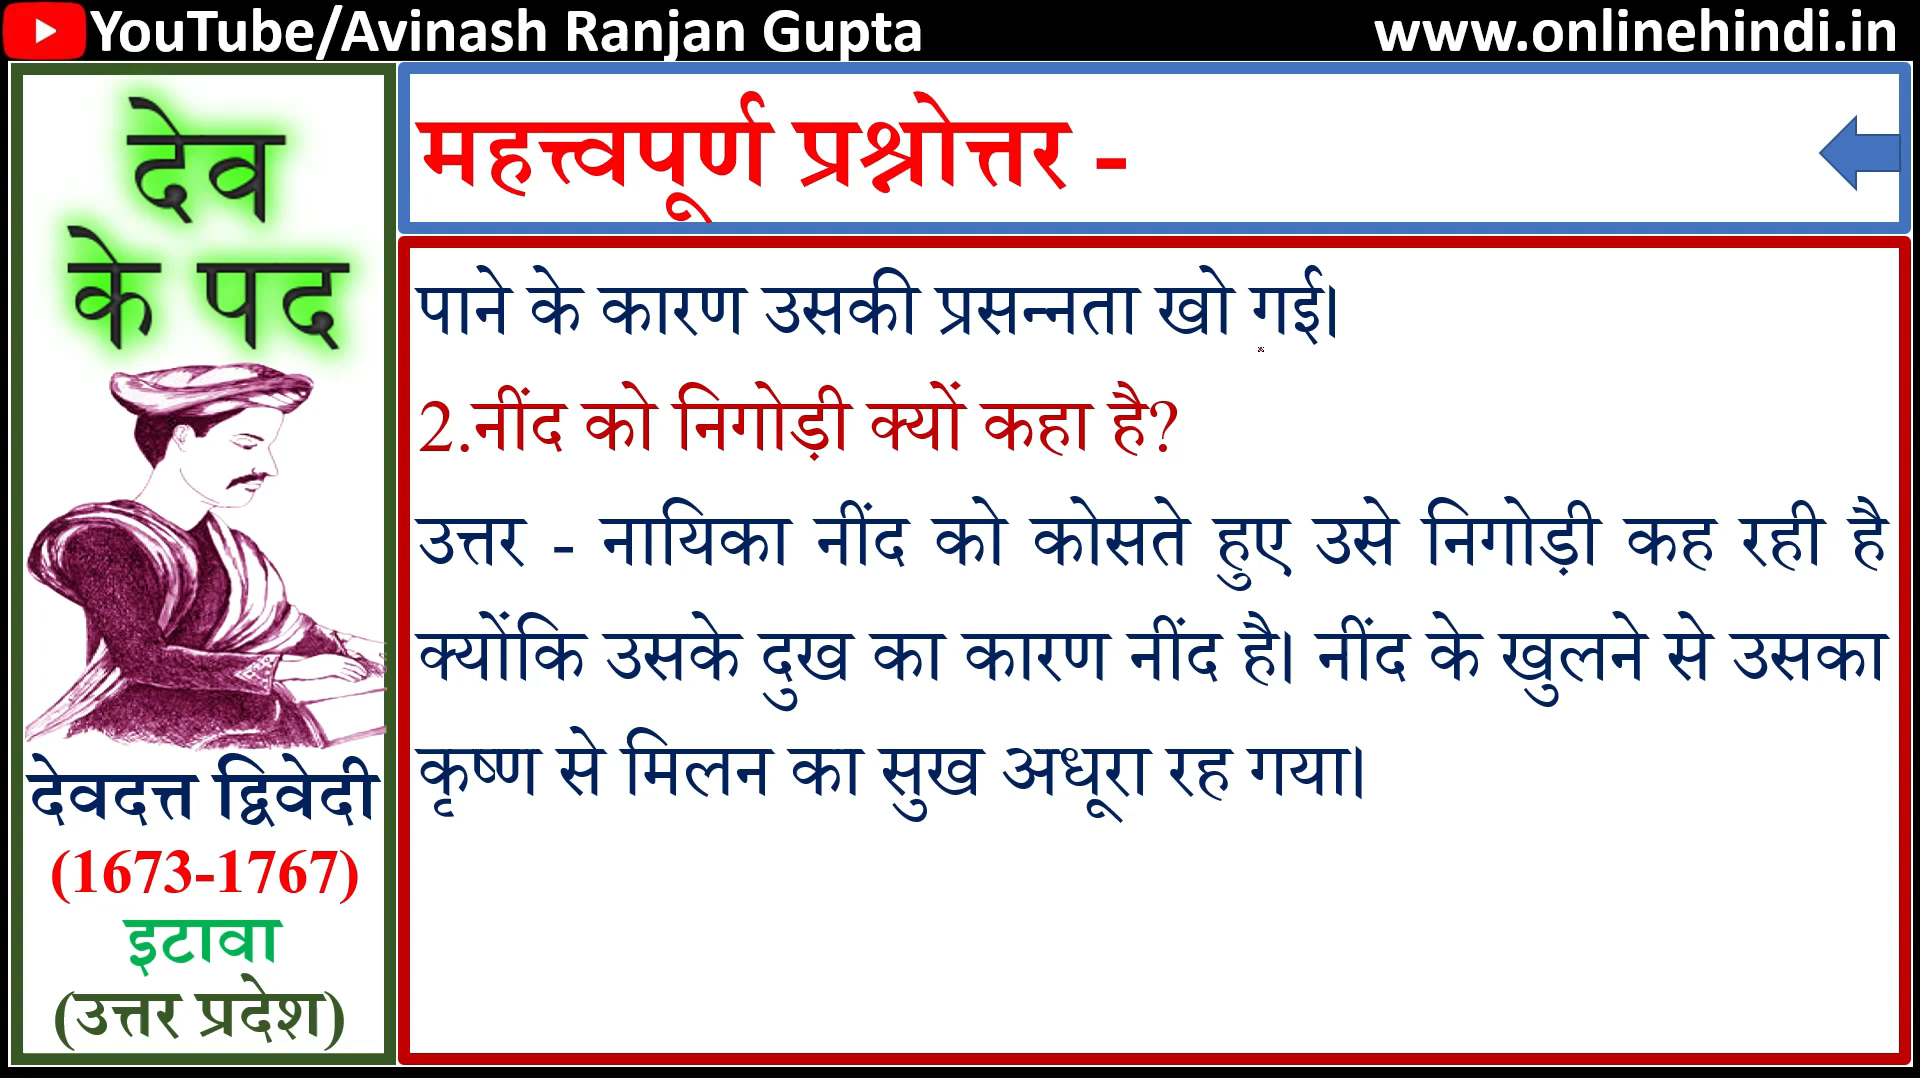 YouTube/Avinash Ranjan Gupta
www.onlinehindi.in
देव
के पद
देवदत्त द्विवेदी
(1673-1767)
इटावा
(उत्तर प्रदेश)
महत्त्वपूर्ण प्रश्नोत्तर -
पाने के कारण उसकी प्रसन्नता खो गई।
2.नींद को निगोड़ी क्यों कहा है?
उत्तर - नायिका नींद को कोसते हुए उसे निगोड़ी कह रही है
क्योंकि उसके दुख का कारण नींद है। नींद के खुलने से उसका
कृष्ण से मिलन का सुख अधूरा रह गया।